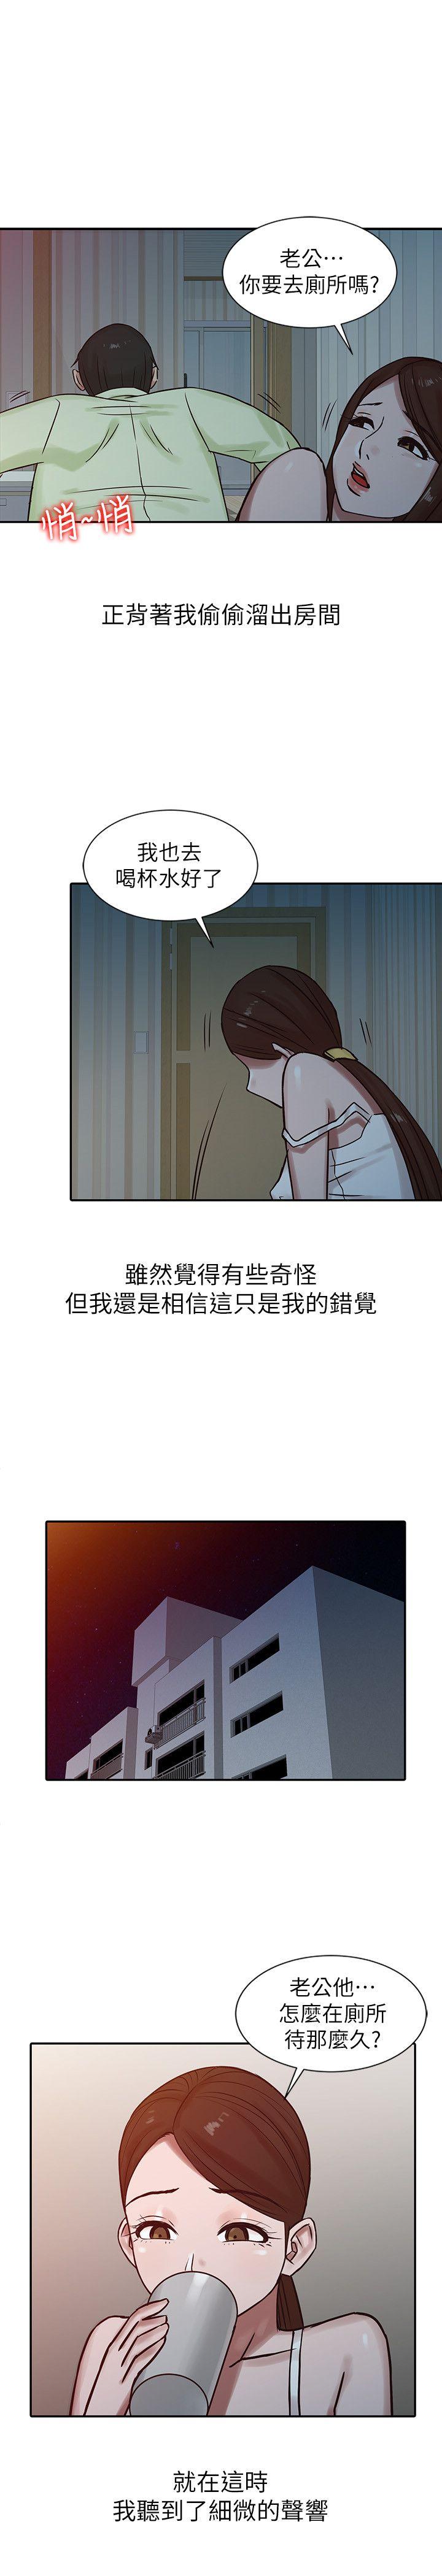 老公…
你要去廁所嗎?
悄~悄
正背著我偷偷溜出房間
我也去
喝杯水好了
雖然覺得有些奇怪
但我還是相信這只是我的錯覺
老公他…
怎麼在廁所
待那麼久?
就在這時
我聽到了細微的聲響